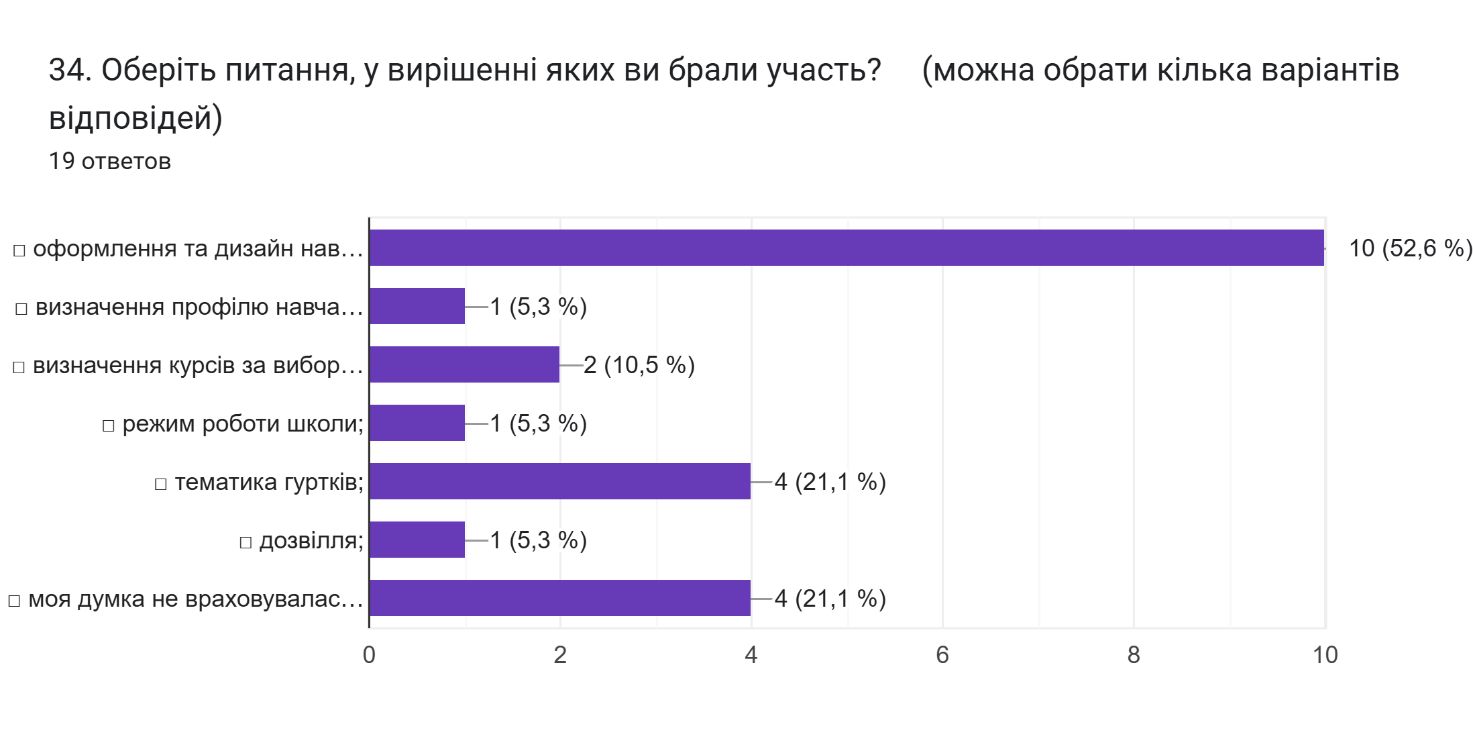 34. Оберіть питання, у вирішенні яких ви брали участь? (можна обрати кілька варіантів
відповідей)
19 ответов
□ оформлення та дизайн нав… 10 (52,6 %)
□ визначення профілю навча… 1 (5,3 %)
□ визначення курсів за вибор… 2 (10,5 %)
□ режим роботи школи; 1 (5,3 %)
□ тематика гуртків; 4 (21,1 %)
□ дозвілля; 1 (5,3 %)
□ моя думка не враховувалас… 4 (21,1 %)
0 2 4 6 8 10